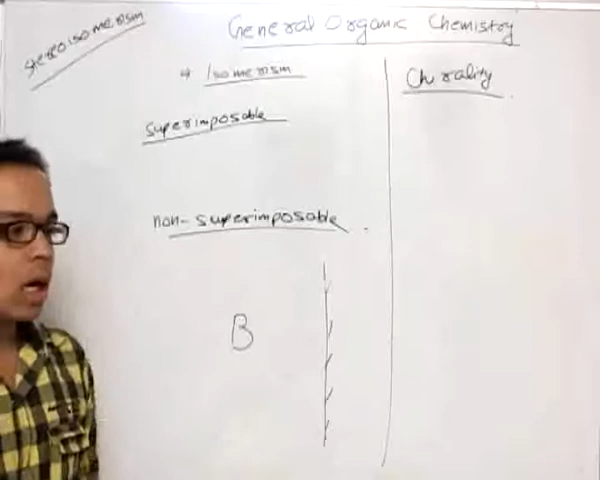 stereoisomerism
General Organic Chemistry
→ Isomerism
Chirality
superimposable
non-superimposable.
B